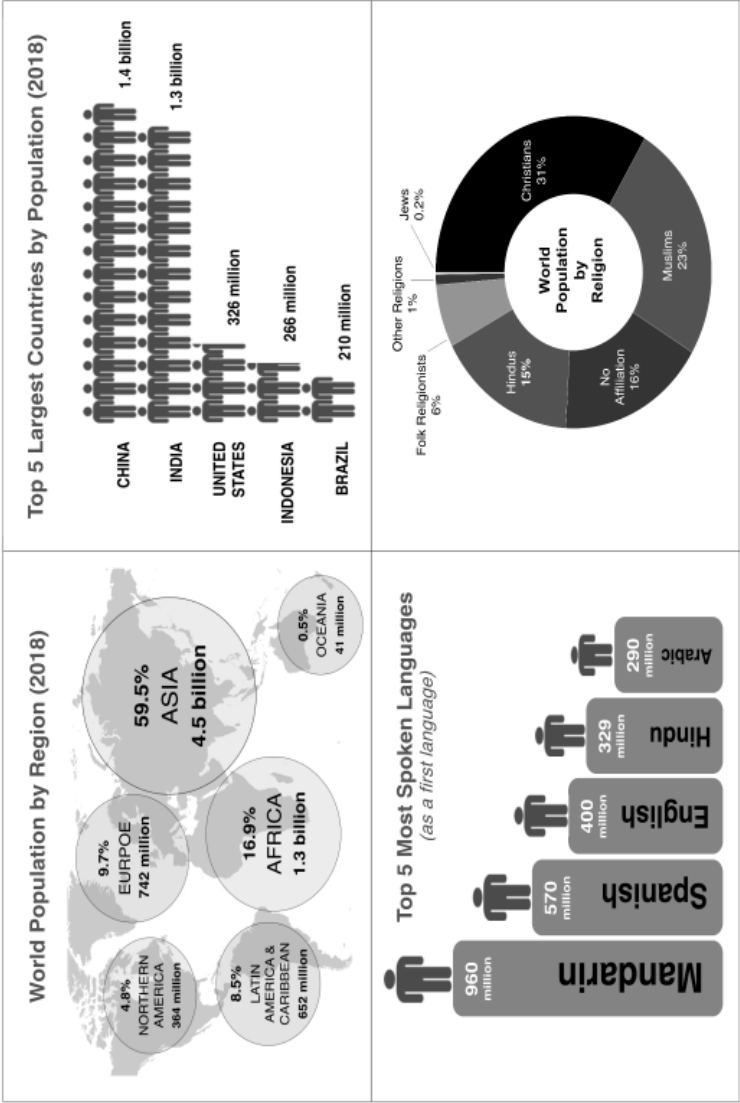 World Population by Region (2018)
4.8%
NORTHERN
AMERICA
364 million
9.7%
EURPOE
742 million
59.5%
ASIA
4.5 billion
8.5%
LATIN
AMERICA &
CARIBBEAN
652 million
16.9%
AFRICA
1.3 billion
0.5%
OCEANIA
41 million
Top 5 Largest Countries by Population (2018)
CHINA
1.4 billion
INDIA
1.3 billion
UNITED
STATES
326 million
INDONESIA
266 million
BRAZIL
210 million
Top 5 Most Spoken Languages
(as a first language)
960
million
Mandarin
570
million
Spanish
400
million
English
329
million
Hindu
290
million
Arabic
World
Population
by
Religion
Jews
0.2%
Other Religions
1%
Folk Religionists
6%
Christians
31%
Hindus
15%
No
Affiliation
16%
Muslims
23%